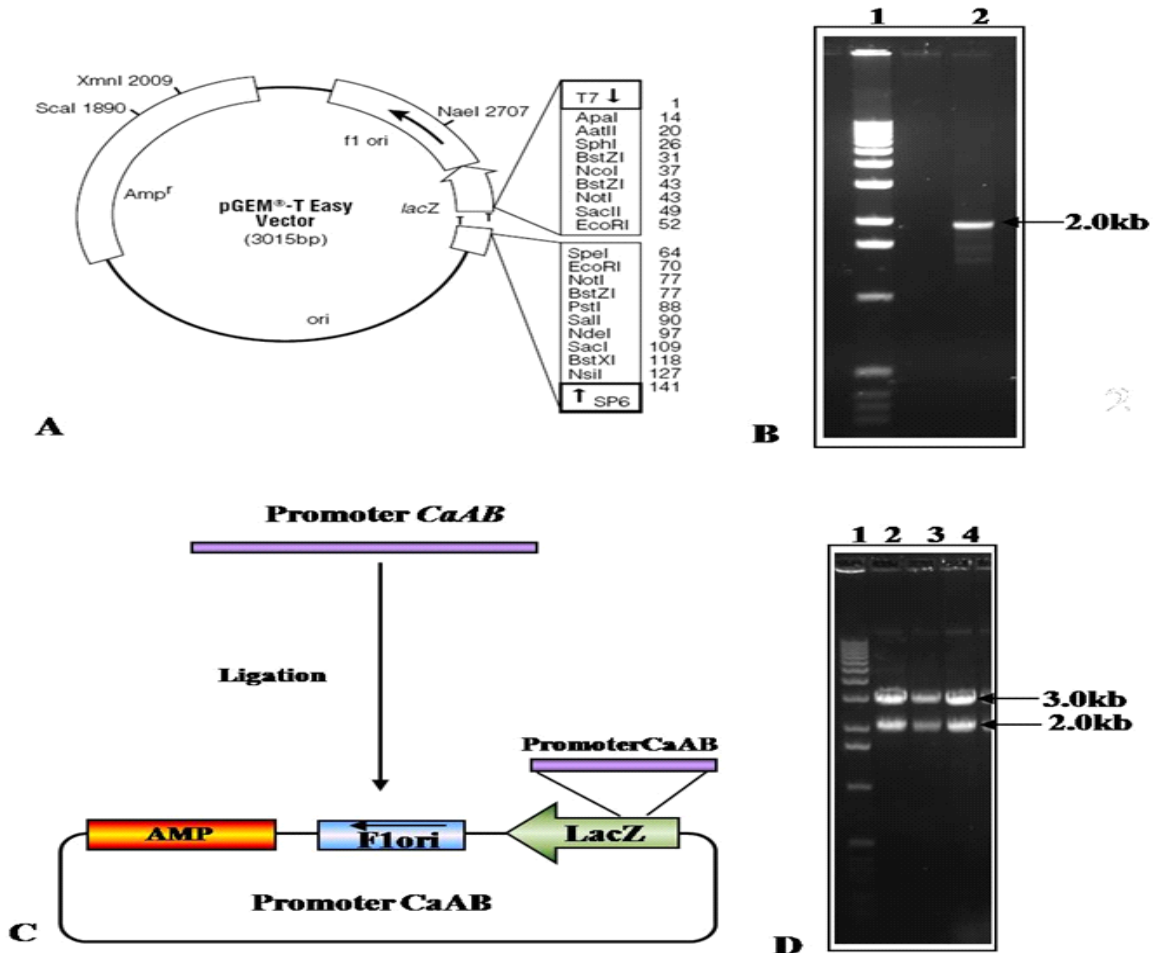 XmnI 2009
ScaI 1890
NaeI 2707
f1 ori
Ampʳ
pGEM®-T Easy
Vector
(3015bp)
lacZ
T T
ori
T7 ↓
1
ApaI 14
AatII 20
SphI 26
BstZI 31
NcoI 37
BstZI 43
NotI 43
SacII 49
EcoRI 52
SpeI 64
EcoRI 70
NotI 77
BstZI 77
PstI 88
SalI 90
NdeI 97
SacI 109
BstXI 118
NsiI 127
141
↑ SP6
A
1 2
2.0kb
B
Promoter CaAB
Ligation
PromoterCaAB
AMP
F1ori
LacZ
Promoter CaAB
C
1 2 3 4
3.0kb
2.0kb
D